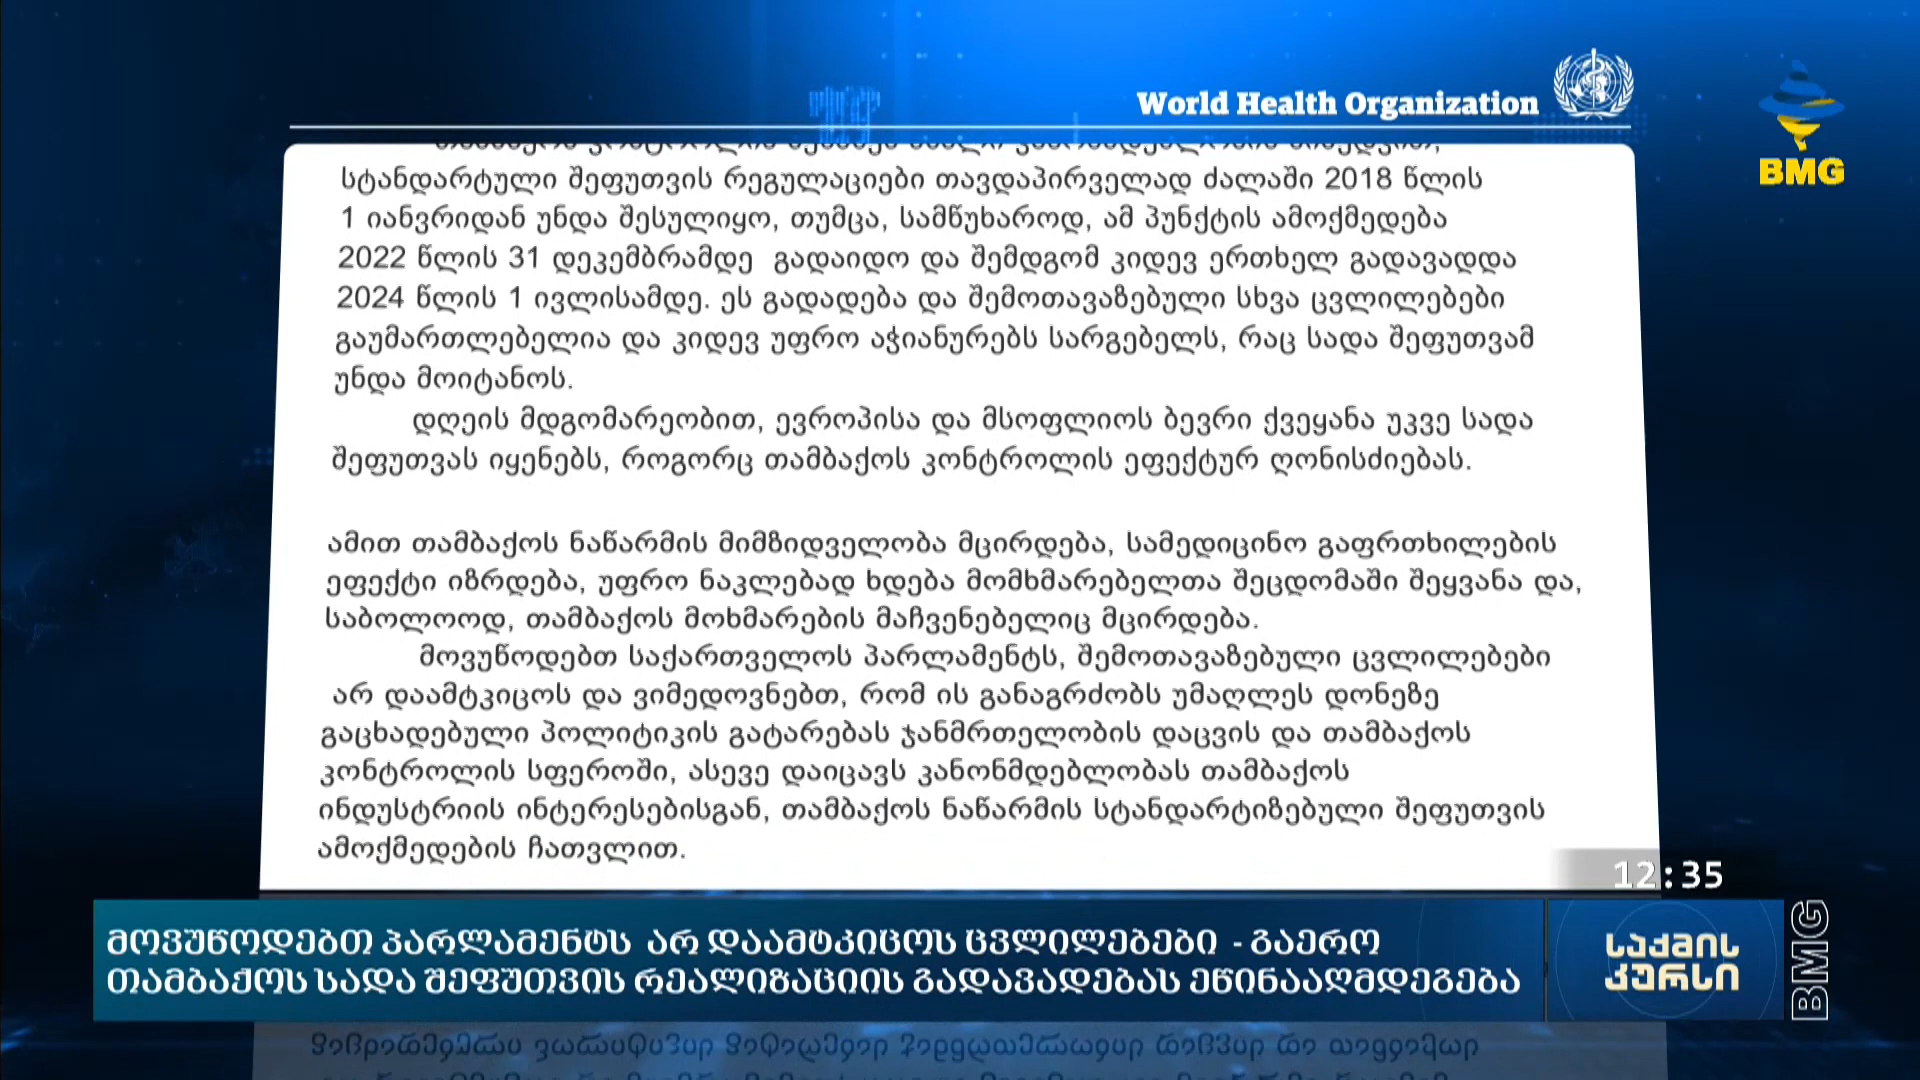 World Health Organization
BMG
სტანდარტული შეფუთვის რეგულაციები თავდაპირველად ძალაში 2018 წლის
1 იანვრიდან უნდა შესულიყო, თუმცა, სამწუხაროდ, ამ პუნქტის ამოქმედება
2022 წლის 31 დეკემბრამდე გადაიდო და შემდგომ კიდევ ერთხელ გადავადდა
2024 წლის 1 ივლისამდე. ეს გადადება და შემოთავაზებული სხვა ცვლილებები
გაუმართლებელია და კიდევ უფრო აჭიანურებს სარგებელს, რაც სადა შეფუთვამ
უნდა მოიტანოს.
დღეის მდგომარეობით, ევროპისა და მსოფლიოს ბევრი ქვეყანა უკვე სადა
შეფუთვას იყენებს, როგორც თამბაქოს კონტროლის ეფექტურ ღონისძიებას.
ამით თამბაქოს ნაწარმის მიმზიდველობა მცირდება, სამედიცინო გაფრთხილების
ეფექტი იზრდება, უფრო ნაკლებად ხდება მომხმარებელთა შეცდომაში შეყვანა და,
საბოლოოდ, თამბაქოს მოხმარების მაჩვენებელიც მცირდება.
მოვუწოდებთ საქართველოს პარლამენტს, შემოთავაზებული ცვლილებები
არ დაამტკიცოს და ვიმედოვნებთ, რომ ის განაგრძობს უმაღლეს დონეზე
გაცხადებული პოლიტიკის გატარებას ჯანმრთელობის დაცვის და თამბაქოს
კონტროლის სფეროში, ასევე დაიცავს კანონმდებლობას თამბაქოს
ინდუსტრიის ინტერესებისგან, თამბაქოს ნაწარმის სტანდარტიზებული შეფუთვის
ამოქმედების ჩათვლით.
12:35
მოვუწოდებთ პარლამენტს არ დაამტკიცოს ცვლილებები - გაერო
თამბაქოს სადა შეფუთვის რეალიზაციის გადავადებას ეწინააღმდეგება
საქმის
კურსი
BMG